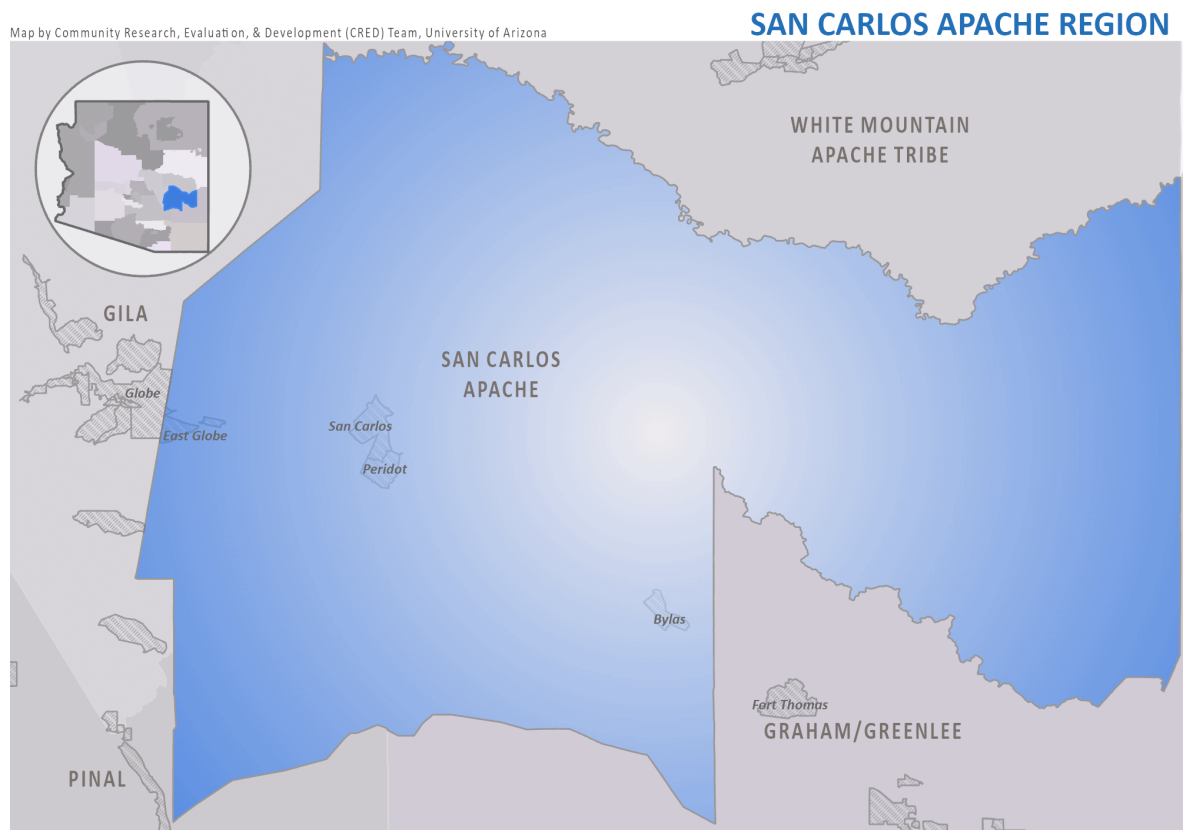 Map by Community Research, Evaluation, & Development (CRED) Team, University of Arizona
SAN CARLOS APACHE REGION
WHITE MOUNTAIN
APACHE TRIBE
GILA
SAN CARLOS
APACHE
Globe
East Globe
San Carlos
Peridot
Bylas
Fort Thomas
GRAHAM/GREENLEE
PINAL